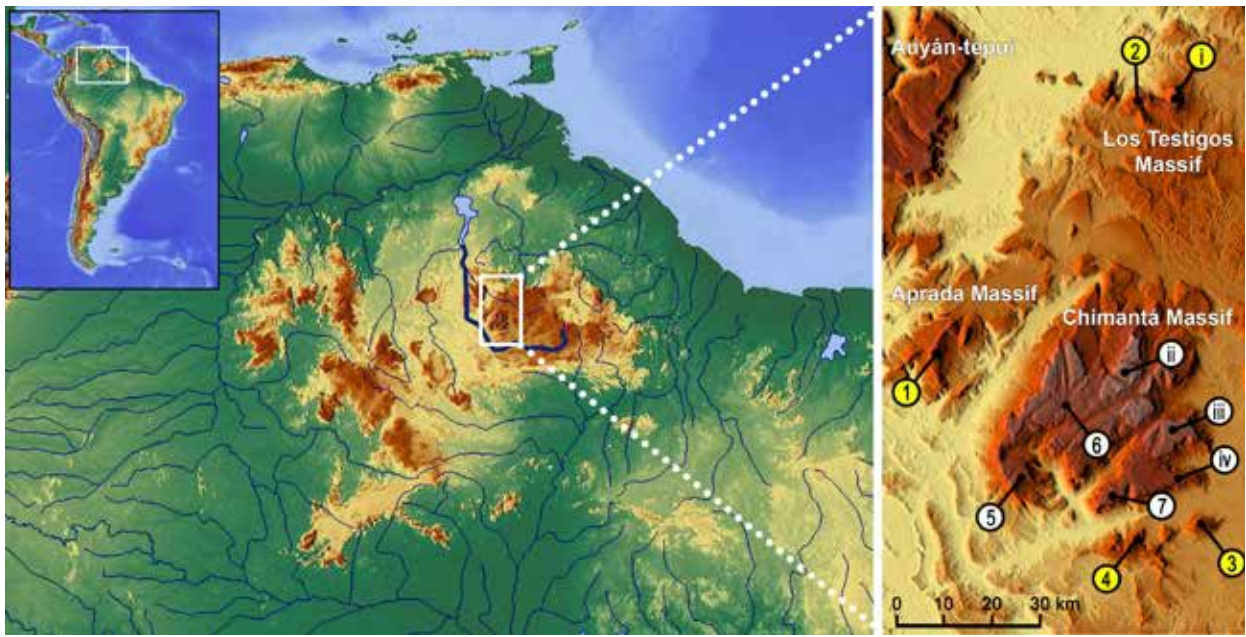 Auyán-tepui
2
i
Los Testigos
Massif
Aprada Massif
Chimantá Massif
ii
1
iii
6
iv
5
7
3
4
0 10 20 30 km